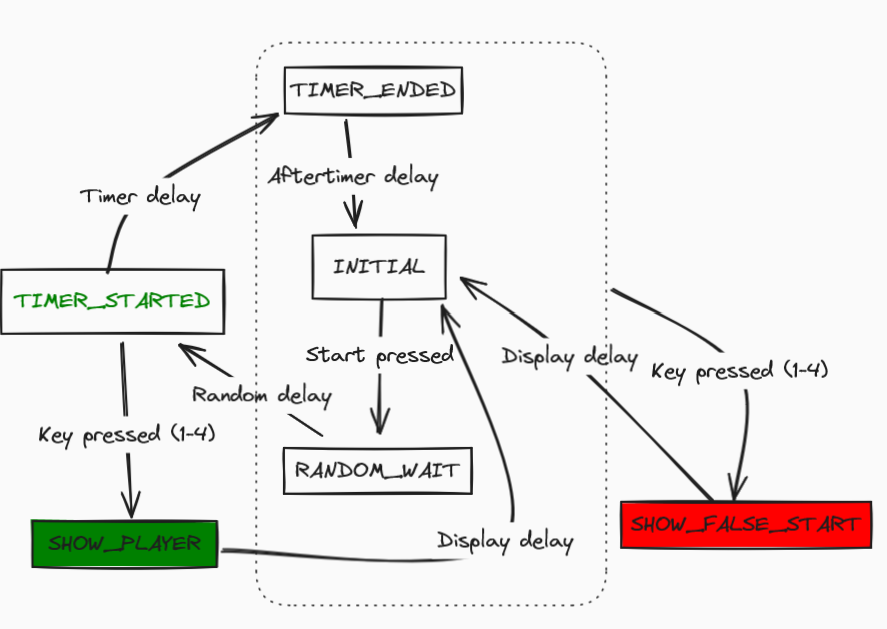 TIMER_ENDED
Aftertimer delay
Timer delay
INITIAL
TIMER_STARTED
Start pressed
Display delay
Key pressed (1-4)
Random delay
Key pressed (1-4)
RANDOM_WAIT
SHOW_FALSE_START
SHOW_PLAYER
Display delay